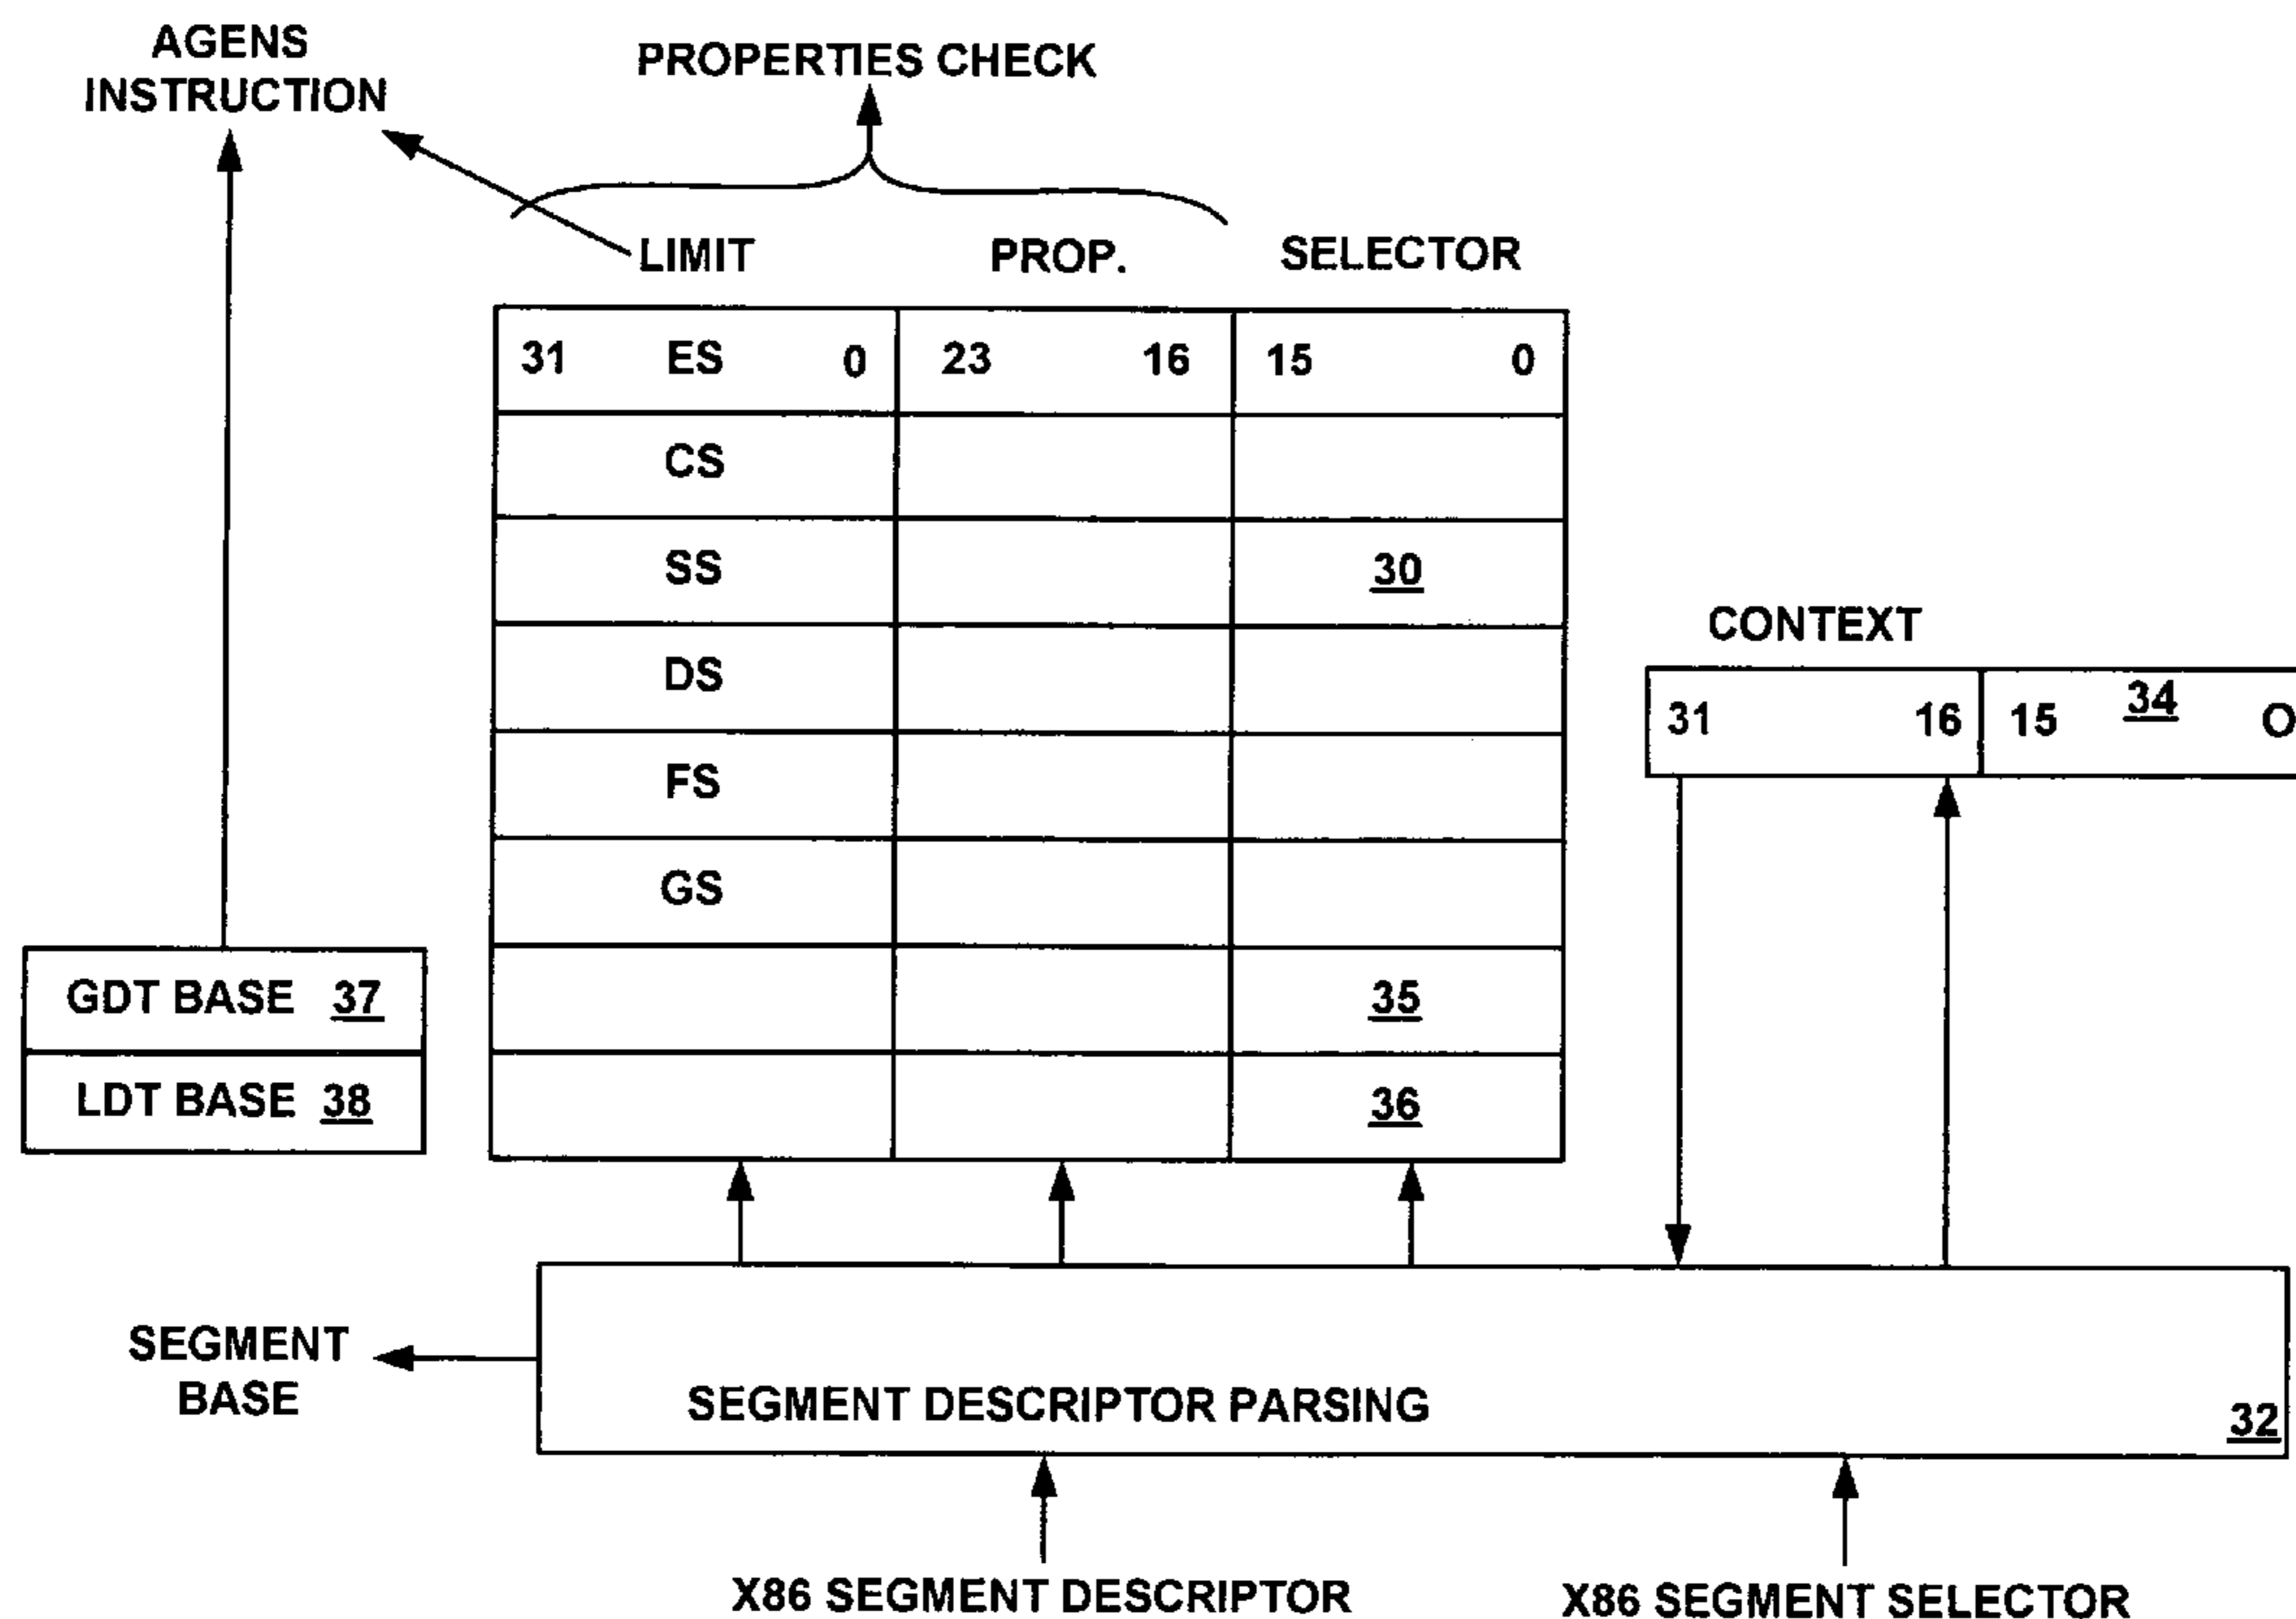 AGENS
INSTRUCTION
PROPERTIES CHECK
LIMIT PROP. SELECTOR
31 ES 0 23 16 15 0
CS
SS 30
DS
FS
GS
35
36
CONTEXT
31 16 15 34 O
GDT BASE 37
LDT BASE 38
SEGMENT
BASE
SEGMENT DESCRIPTOR PARSING
32
X86 SEGMENT DESCRIPTOR
X86 SEGMENT SELECTOR